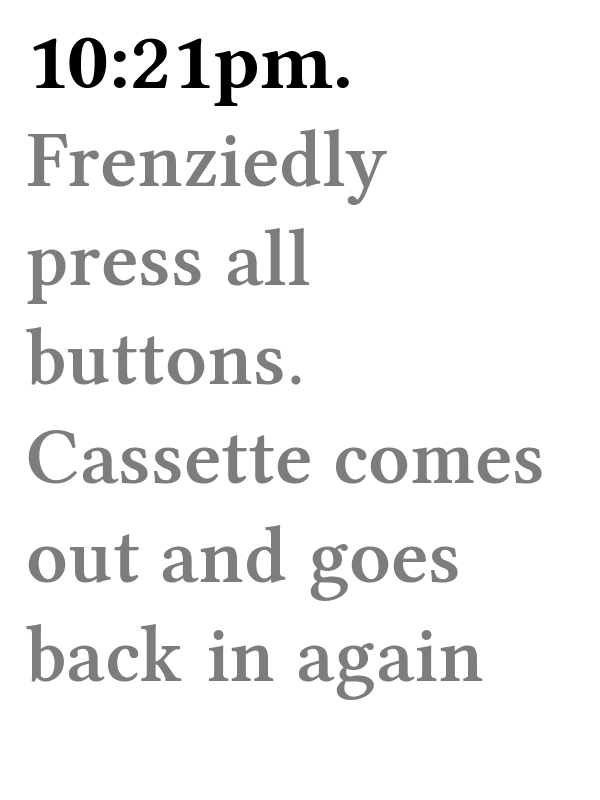 10:21pm.
Frenziedly
press all
buttons.
Cassette comes
out and goes
back in again